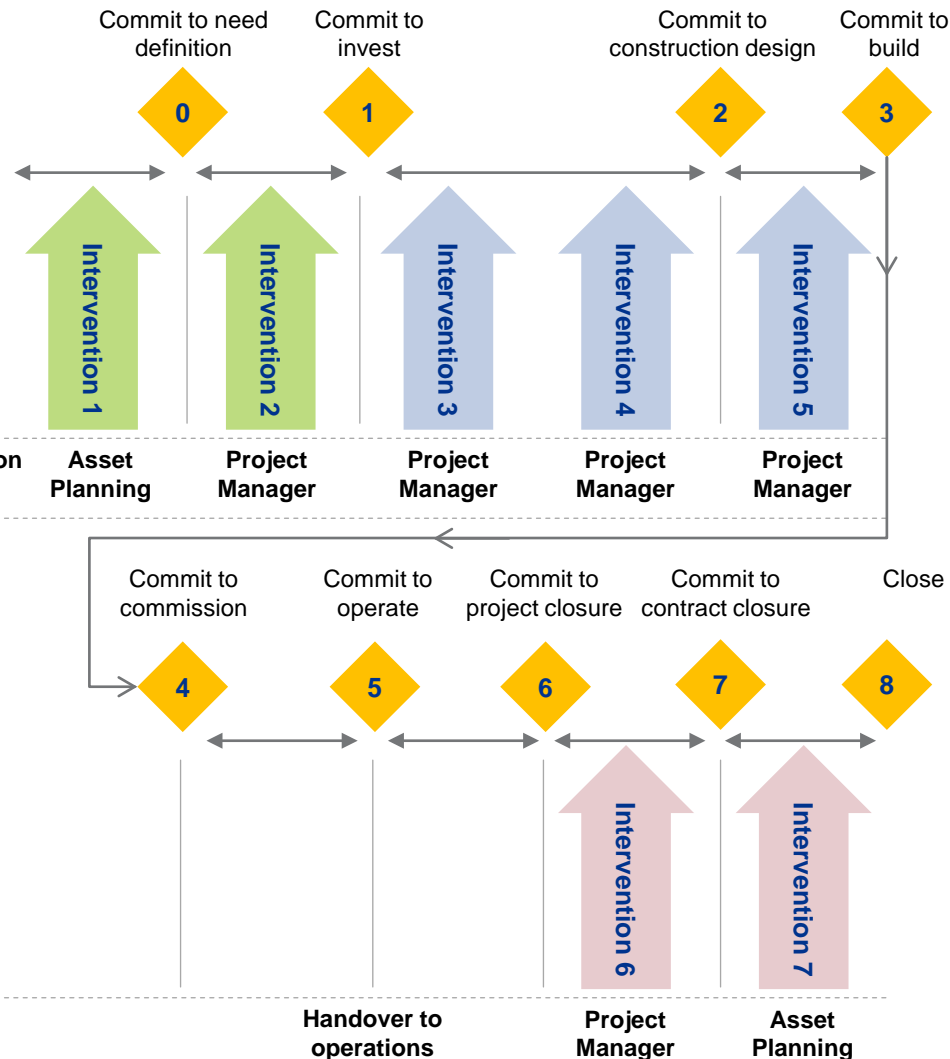 Commit to need
definition
Commit to
invest
Commit to
construction design
Commit to
build
0
1
2
3
Intervention 1
Intervention 2
Intervention 3
Intervention 4
Intervention 5
on
Asset
Planning
Project
Manager
Project
Manager
Project
Manager
Project
Manager
Commit to
commission
Commit to
operate
Commit to
project closure
Commit to
contract closure
Close
4
5
6
7
8
Intervention 6
Intervention 7
Handover to
operations
Project
Manager
Asset
Planning